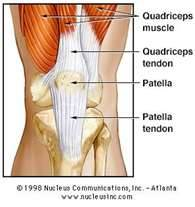 Quadriceps
muscle
Quadriceps
tendon
Patella
Patella
tendon
©1998 Nucleus Communications, Inc. – Atlanta
www.nucleusinc.com